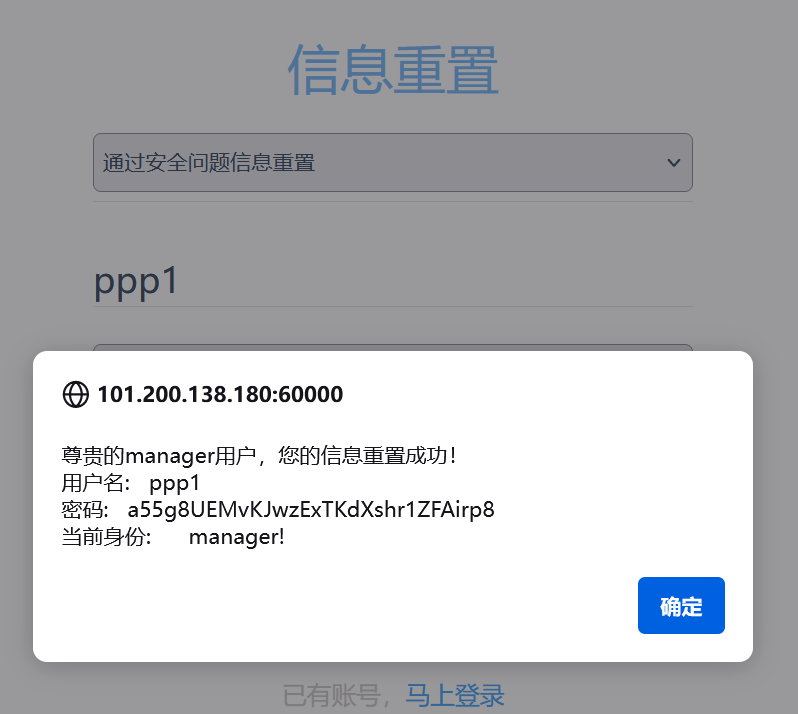 信息重置
通过安全问题信息重置
ppp1
101.200.138.180:60000
尊贵的manager用户，您的信息重置成功！
用户名： ppp1
密码： a55g8UEMvKJwzExTKdXshr1ZFAirp8
当前身份： manager!
确定
已有账号，马上登录